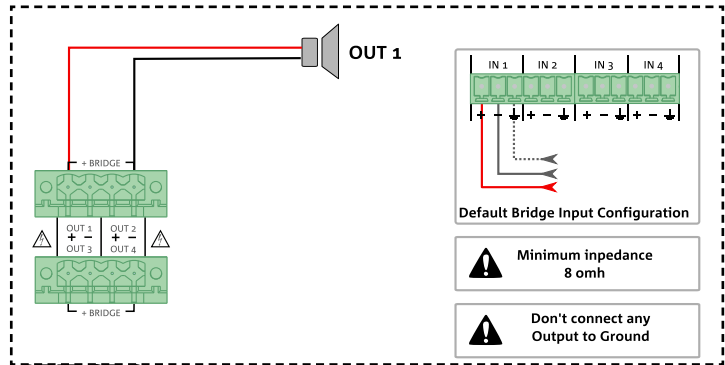 OUT 1
+ BRIDGE
OUT 1 OUT 2
+ − + −
OUT 3 OUT 4
+ BRIDGE
IN 1 IN 2 IN 3 IN 4
+ − + − + − + −
Default Bridge Input Configuration
Minimum inpedance
8 omh
Don't connect any
Output to Ground